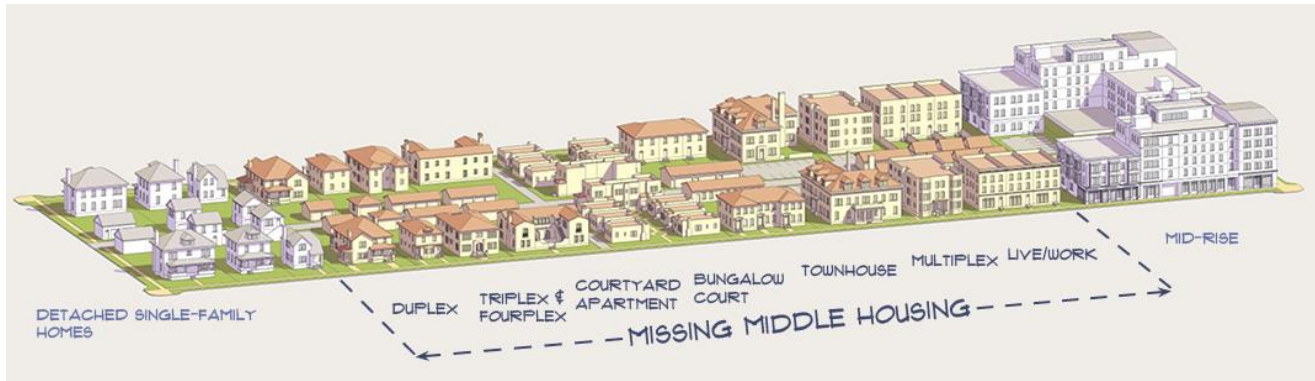 DETACHED SINGLE-FAMILY
HOMES
DUPLEX
TRIPLEX &
FOURPLEX
COURTYARD
APARTMENT
BUNGALOW
COURT
TOWNHOUSE
MULTIPLEX
LIVE/WORK
MID-RISE
MISSING MIDDLE HOUSING